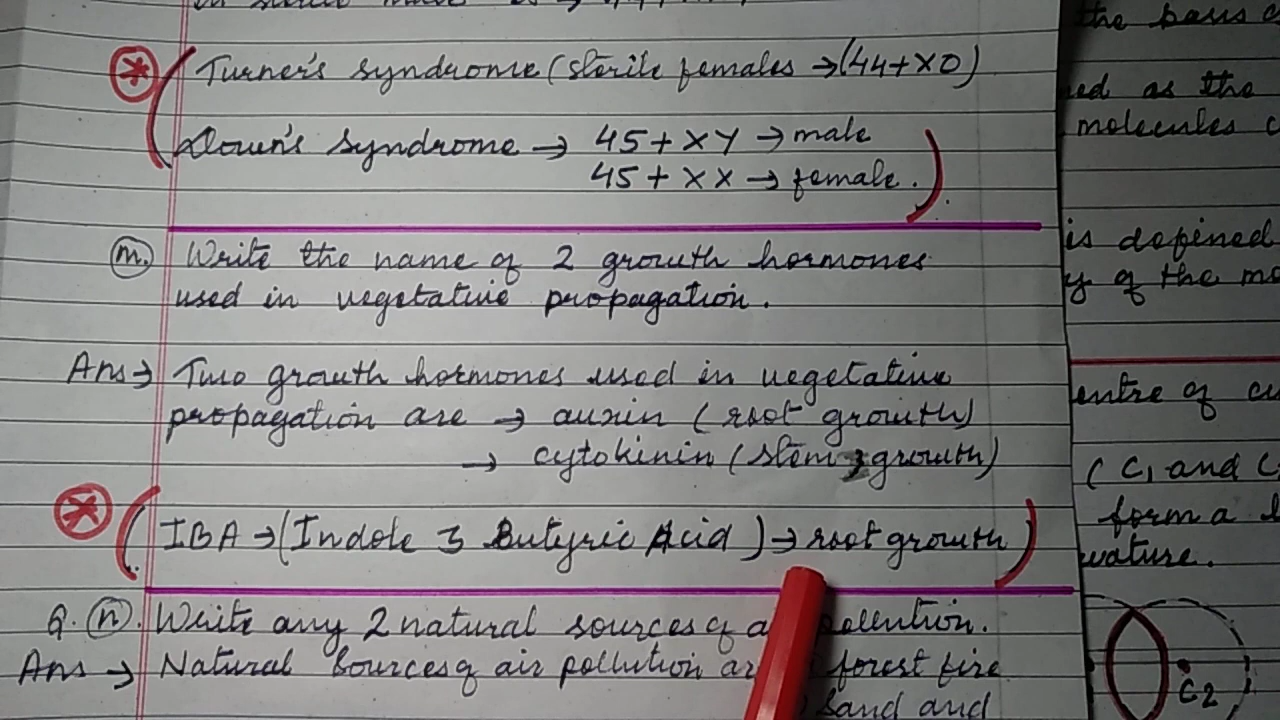 Turner's syndrome (sterile females → (44+XO)
Down's Syndrome → 45+XY → male
45+XX → female.
m. Write the name of 2 growth hormones
used in vegetative propagation.
Ans → Two growth hormones used in vegetative
propagation are → auxin (root growth)
→ cytokinin (stem growth)
(IBA → (Indole 3 Butyric Acid) → root growth)
Q. n. Write any 2 natural sources of pollution.
Ans → Natural Sources of air pollution forest fire
sand and
the basis
as the
molecules
is defined
of the
of
(C1 and
form a
C2